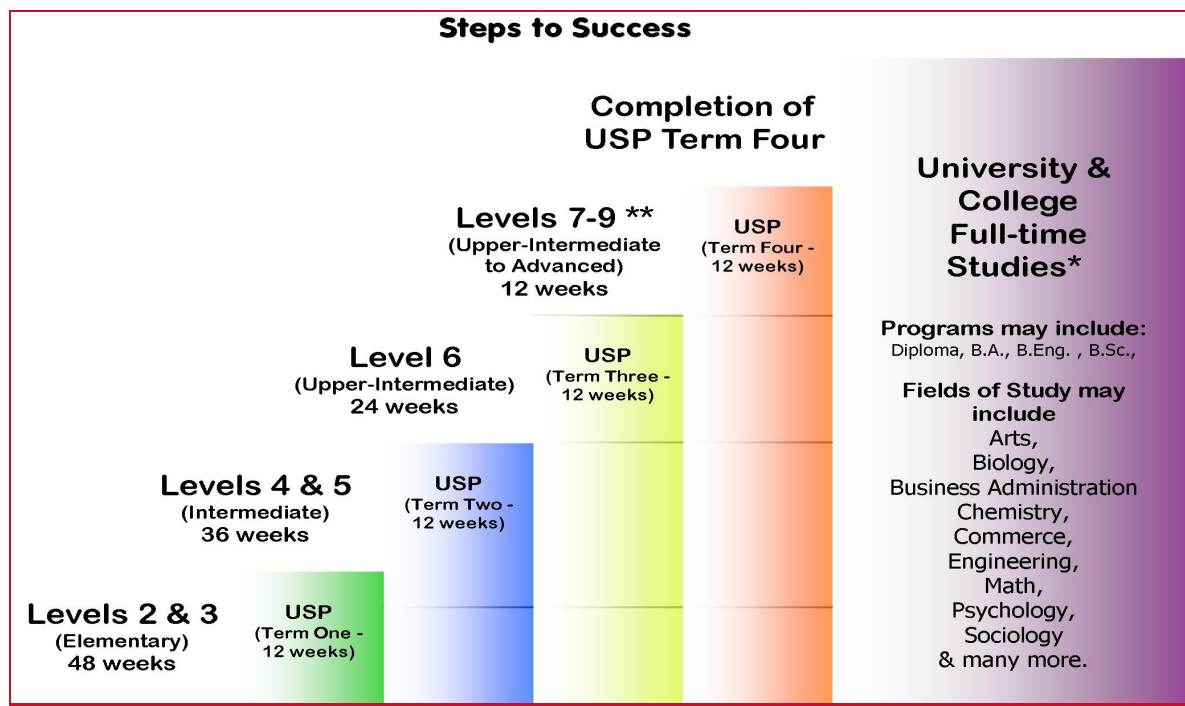 Steps to Success
Completion of
USP Term Four
Levels 7-9 **
(Upper-Intermediate
to Advanced)
12 weeks
USP
(Term Four -
12 weeks)
Level 6
(Upper-Intermediate)
24 weeks
USP
(Term Three -
12 weeks)
Levels 4 & 5
(Intermediate)
36 weeks
USP
(Term Two -
12 weeks)
Levels 2 & 3
(Elementary)
48 weeks
USP
(Term One -
12 weeks)
University &
College
Full-time
Studies*
Programs may include:
Diploma, B.A., B.Eng. , B.Sc.,
Fields of Study may
include
Arts,
Biology,
Business Administration
Chemistry,
Commerce,
Engineering,
Math,
Psychology,
Sociology
& many more.